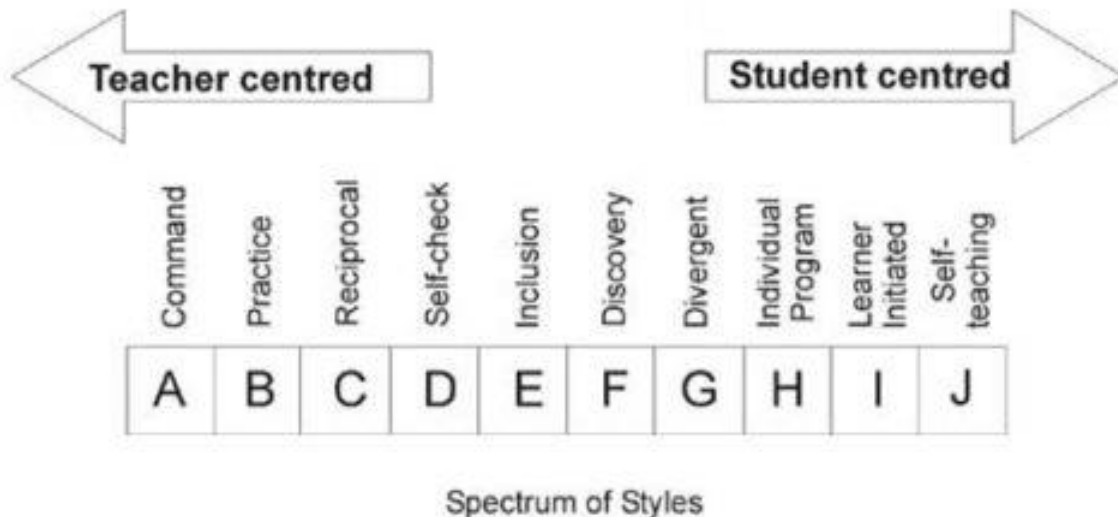 Teacher centred
Student centred
Command
Practice
Reciprocal
Self-check
Inclusion
Discovery
Divergent
Individual
Program
Learner
Initiated
Self-
teaching
A B C D E F G H I J
Spectrum of Styles